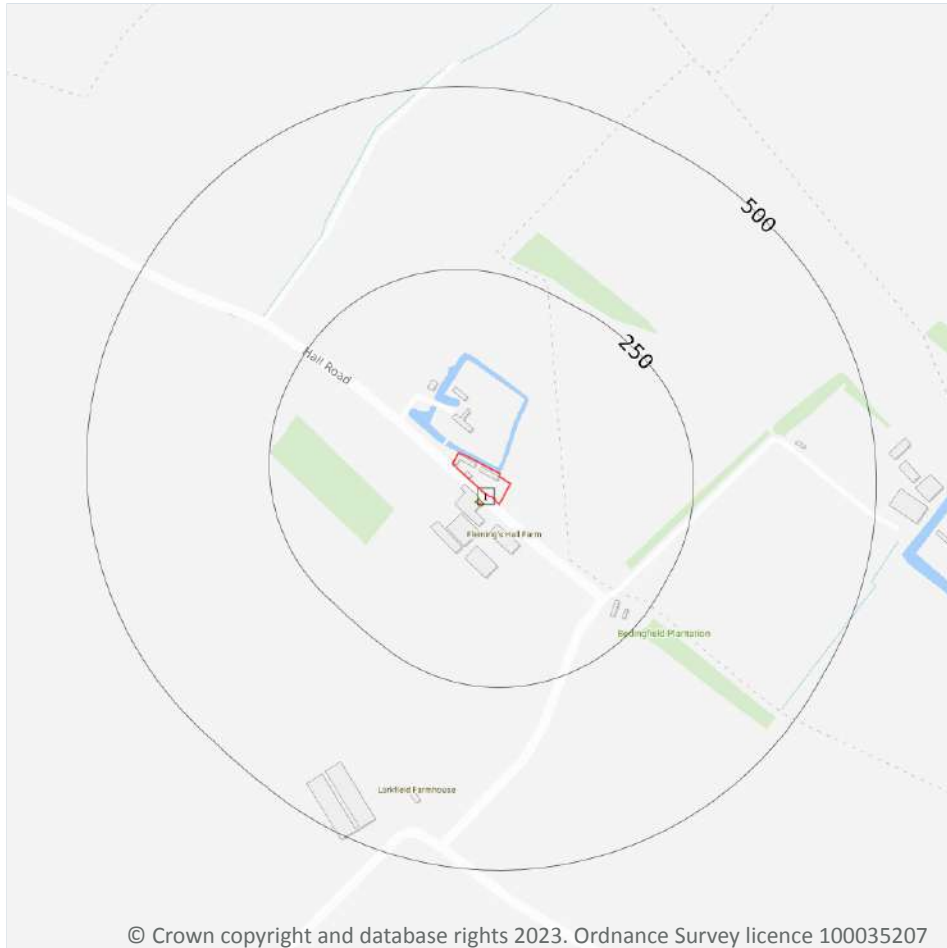 500
250
Hall Road
Fleming's Hall Farm
Bedingfield Plantation
Larkfield Farmhouse
© Crown copyright and database rights 2023. Ordnance Survey licence 100035207